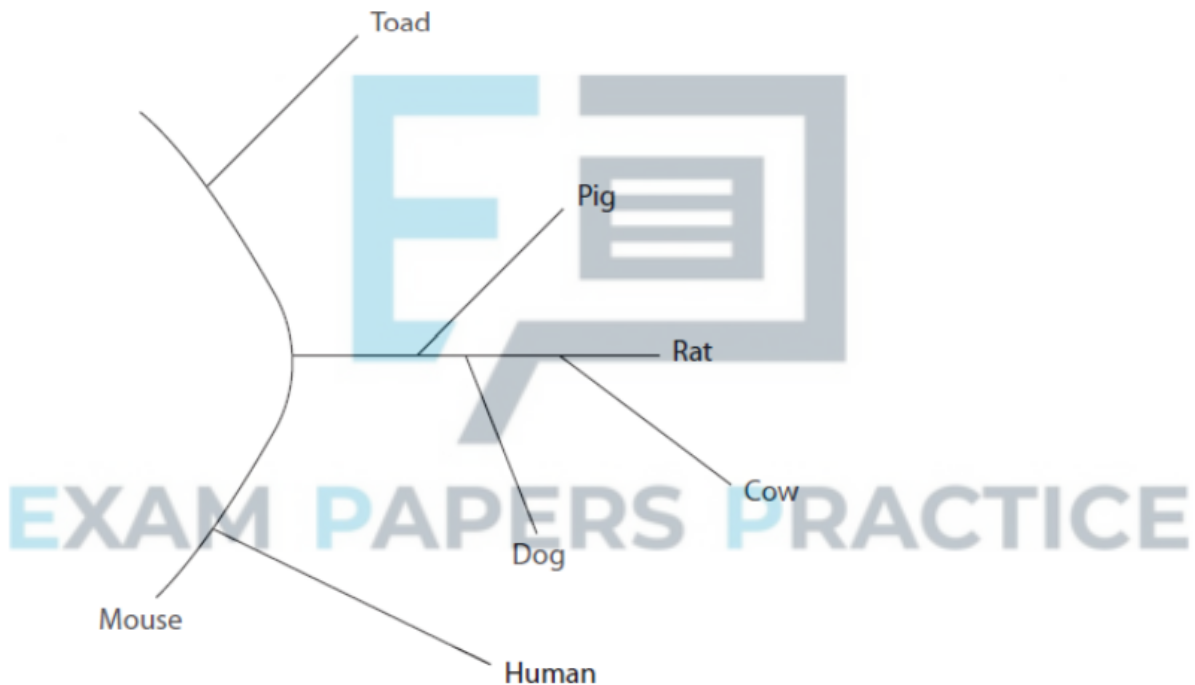 Toad
Pig
Rat
Cow
EXAM PAPERS PRACTICE
Dog
Mouse
Human